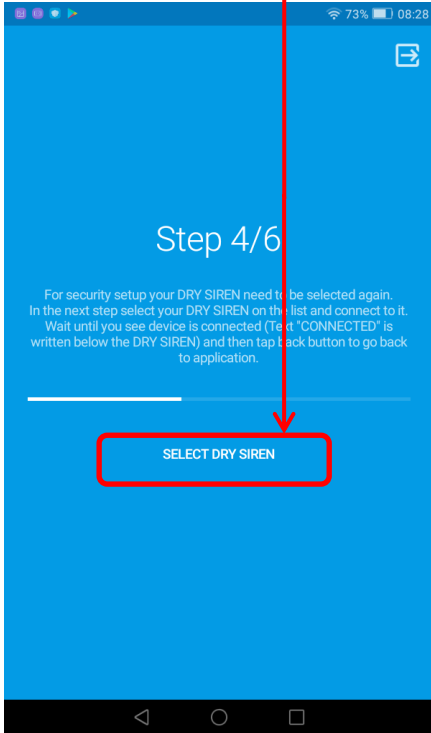 73% 08:28
Step 4/6
For security setup your DRY SIREN need to be selected again.
In the next step select your DRY SIREN on the list and connect to it.
Wait until you see device is connected (Text "CONNECTED" is
written below the DRY SIREN) and then tap back button to go back
to application.
SELECT DRY SIREN